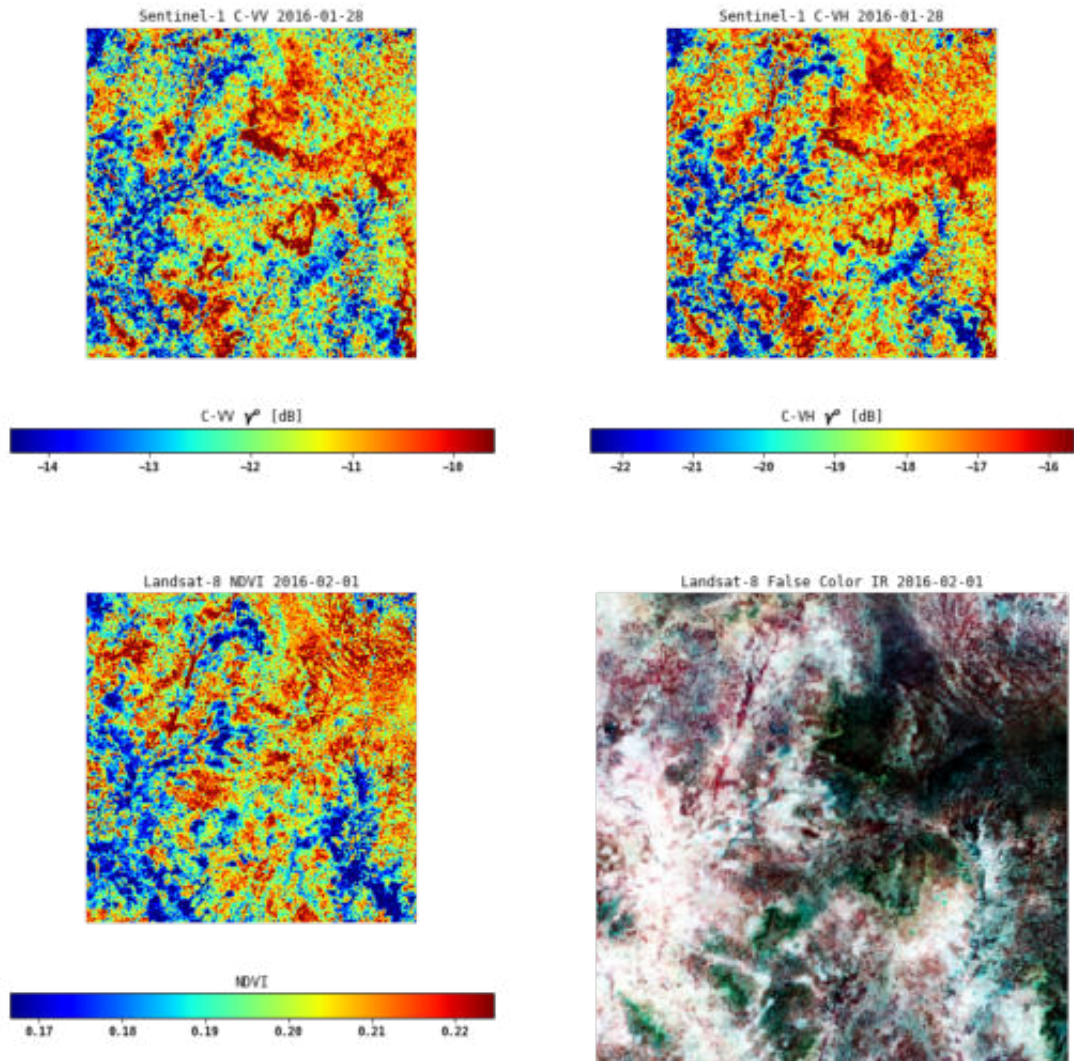 Sentinel-1 C-VV 2016-01-28
Sentinel-1 C-VH 2016-01-28
C-VV γ° [dB]
C-VH γ° [dB]
−14 −13 −12 −11 −10
−22 −21 −20 −19 −18 −17 −16
Landsat-8 NDVI 2016-02-01
Landsat-8 False Color IR 2016-02-01
NDVI
0.17 0.18 0.19 0.20 0.21 0.22